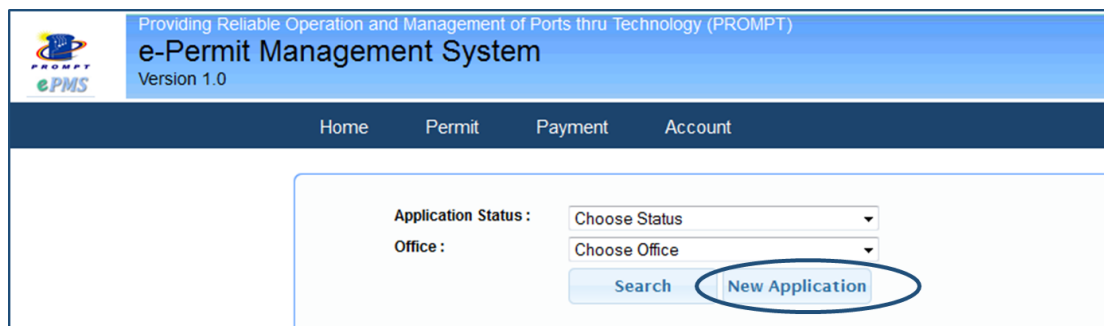 Providing Reliable Operation and Management of Ports thru Technology (PROMPT)
e-Permit Management System
Version 1.0
PROMPT
ePMS
Home Permit Payment Account
Application Status : Choose Status
Office : Choose Office
Search New Application